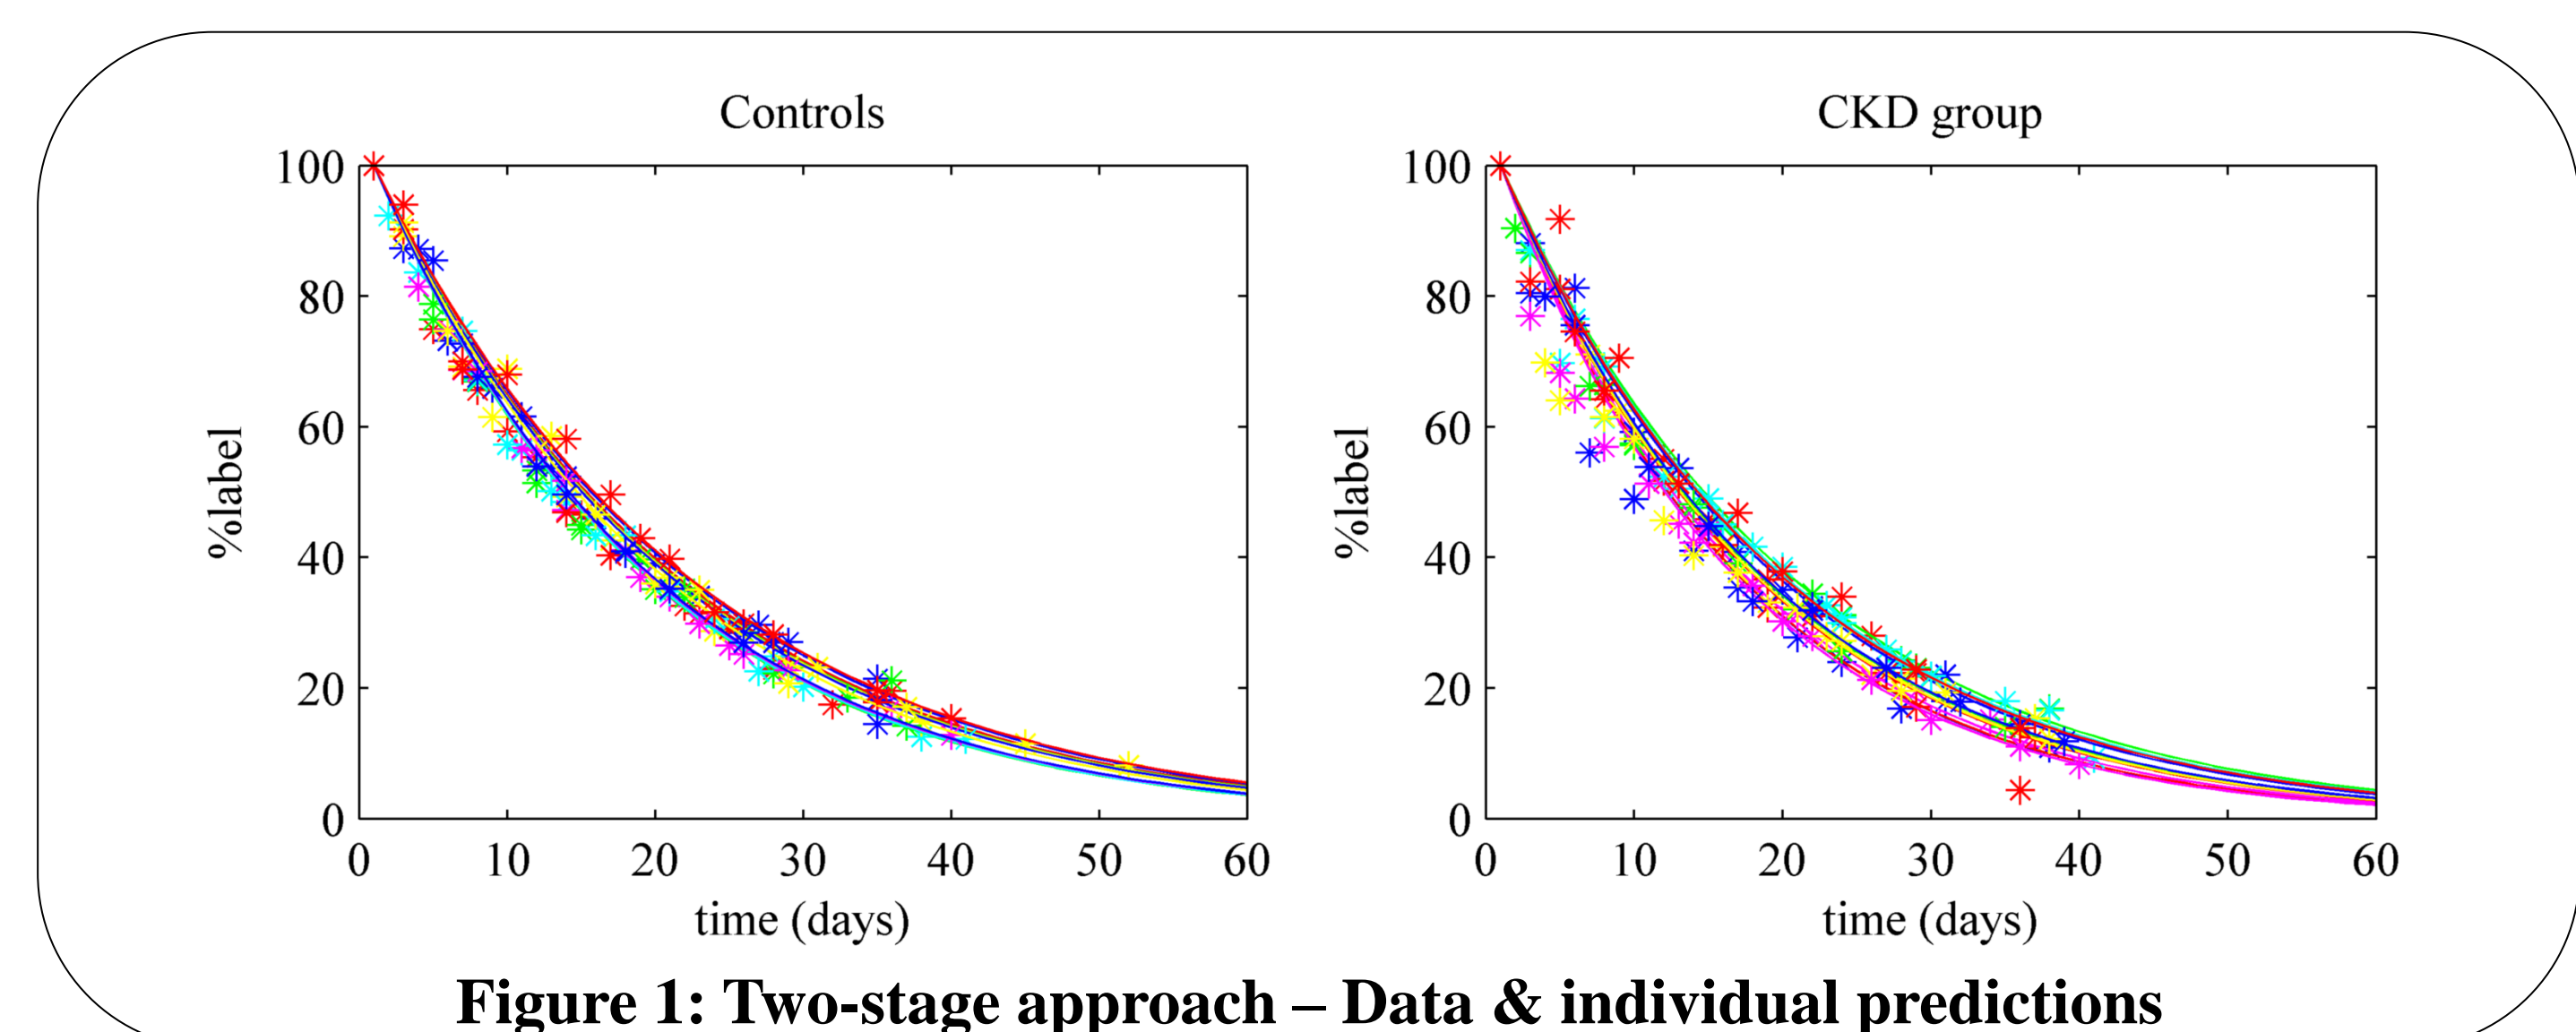 Controls
CKD group
100
80
60
40
20
0
%label
0 10 20 30 40 50 60
time (days)
100
80
60
40
20
0
%label
0 10 20 30 40 50 60
time (days)
Figure 1: Two-stage approach – Data & individual predictions